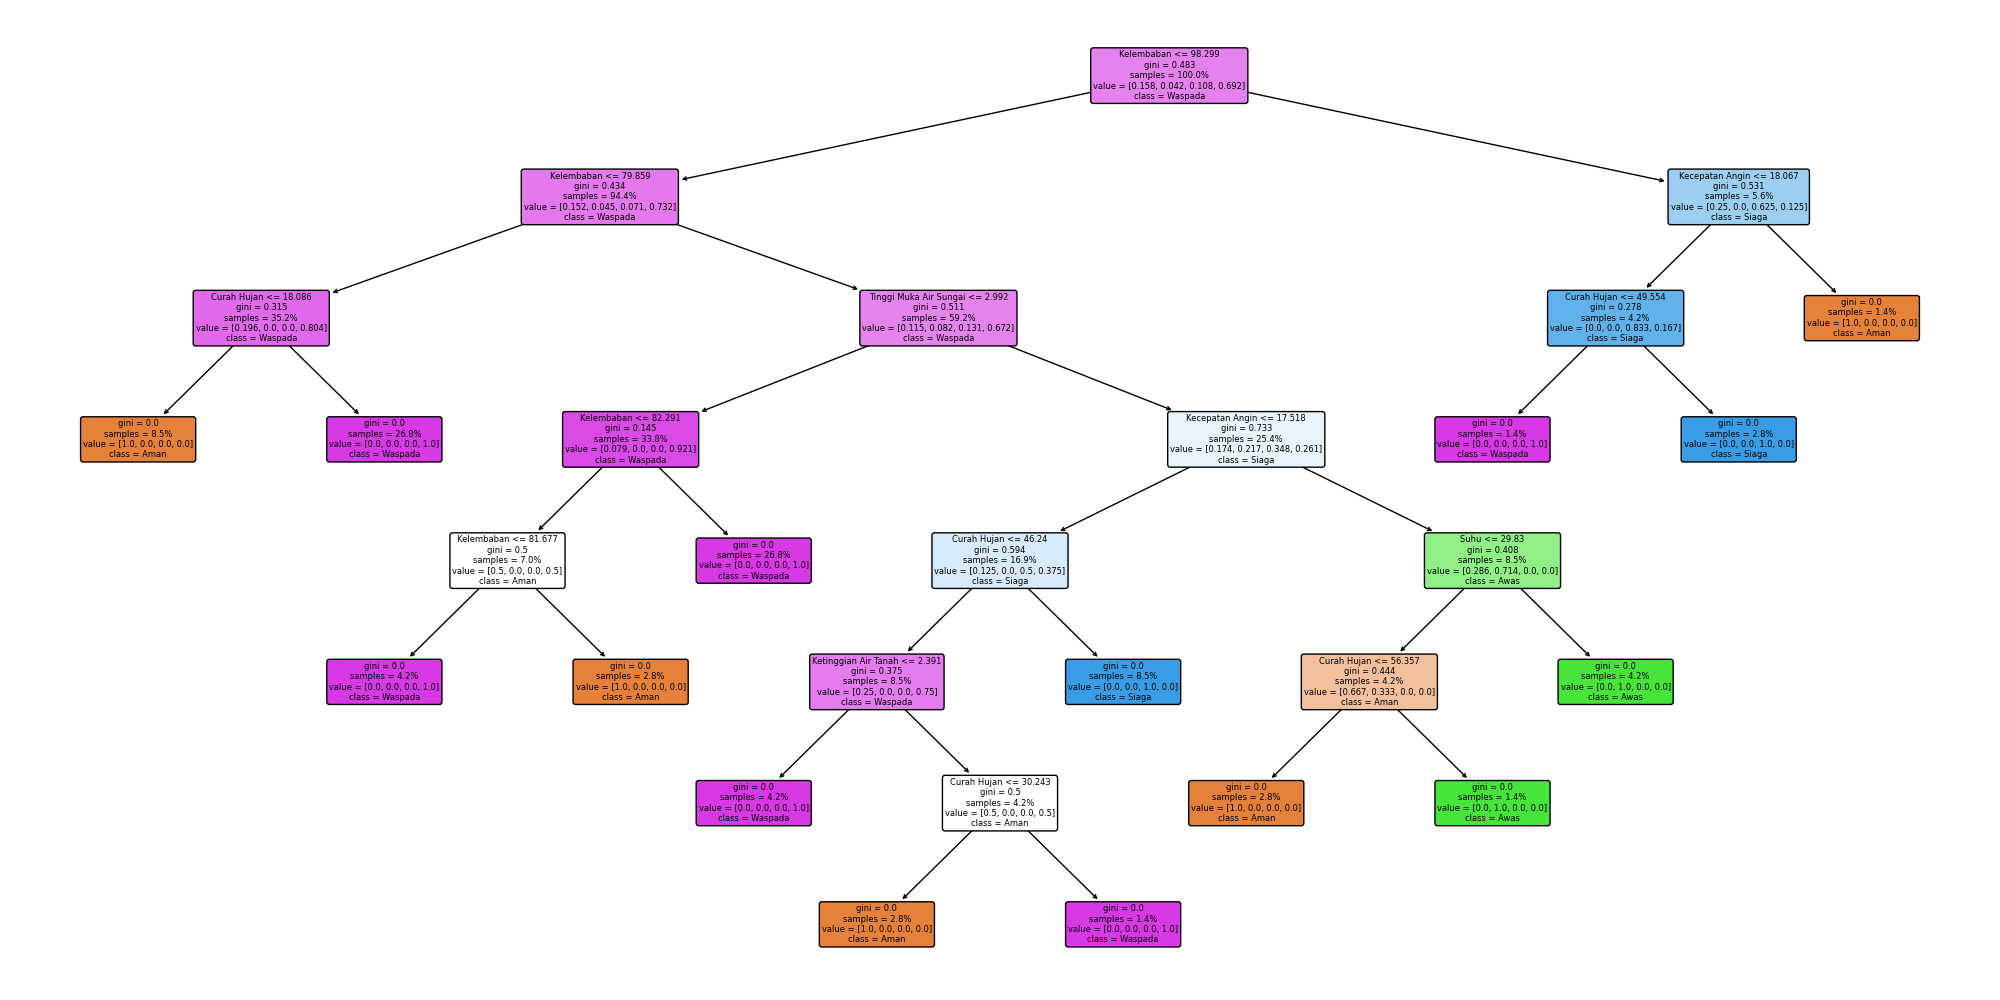 Kelembaban <= 98.299
gini = 0.483
samples = 100.0%
value = [0.158, 0.042, 0.108, 0.692]
class = Waspada
Kelembaban <= 79.859
gini = 0.434
samples = 94.4%
value = [0.152, 0.045, 0.071, 0.732]
class = Waspada
Kecepatan Angin <= 18.067
gini = 0.531
samples = 5.6%
value = [0.25, 0.0, 0.625, 0.125]
class = Siaga
Curah Hujan <= 18.086
gini = 0.315
samples = 35.2%
value = [0.196, 0.0, 0.0, 0.804]
class = Waspada
Tinggi Muka Air Sungai <= 2.992
gini = 0.511
samples = 59.2%
value = [0.115, 0.082, 0.131, 0.672]
class = Waspada
Curah Hujan <= 49.554
gini = 0.278
samples = 4.2%
value = [0.0, 0.0, 0.833, 0.167]
class = Siaga
gini = 0.0
samples = 1.4%
value = [1.0, 0.0, 0.0, 0.0]
class = Aman
gini = 0.0
samples = 8.5%
value = [1.0, 0.0, 0.0, 0.0]
class = Aman
gini = 0.0
samples = 26.8%
value = [0.0, 0.0, 0.0, 1.0]
class = Waspada
Kelembaban <= 82.291
gini = 0.145
samples = 33.8%
value = [0.079, 0.0, 0.0, 0.921]
class = Waspada
Kecepatan Angin <= 17.518
gini = 0.733
samples = 25.4%
value = [0.174, 0.217, 0.348, 0.261]
class = Siaga
gini = 0.0
samples = 1.4%
value = [0.0, 0.0, 0.0, 1.0]
class = Waspada
gini = 0.0
samples = 2.8%
value = [0.0, 0.0, 1.0, 0.0]
class = Siaga
Kelembaban <= 81.677
gini = 0.5
samples = 7.0%
value = [0.5, 0.0, 0.0, 0.5]
class = Aman
gini = 0.0
samples = 26.8%
value = [0.0, 0.0, 0.0, 1.0]
class = Waspada
Curah Hujan <= 46.24
gini = 0.594
samples = 16.9%
value = [0.125, 0.0, 0.5, 0.375]
class = Siaga
Suhu <= 29.83
gini = 0.408
samples = 8.5%
value = [0.286, 0.714, 0.0, 0.0]
class = Awas
gini = 0.0
samples = 4.2%
value = [0.0, 0.0, 0.0, 1.0]
class = Waspada
gini = 0.0
samples = 2.8%
value = [1.0, 0.0, 0.0, 0.0]
class = Aman
Ketinggian Air Tanah <= 2.391
gini = 0.375
samples = 8.5%
value = [0.25, 0.0, 0.0, 0.75]
class = Waspada
gini = 0.0
samples = 8.5%
value = [0.0, 0.0, 1.0, 0.0]
class = Siaga
Curah Hujan <= 56.357
gini = 0.444
samples = 4.2%
value = [0.667, 0.333, 0.0, 0.0]
class = Aman
gini = 0.0
samples = 4.2%
value = [0.0, 1.0, 0.0, 0.0]
class = Awas
gini = 0.0
samples = 4.2%
value = [0.0, 0.0, 0.0, 1.0]
class = Waspada
Curah Hujan <= 30.243
gini = 0.5
samples = 4.2%
value = [0.5, 0.0, 0.0, 0.5]
class = Aman
gini = 0.0
samples = 2.8%
value = [1.0, 0.0, 0.0, 0.0]
class = Aman
gini = 0.0
samples = 1.4%
value = [0.0, 1.0, 0.0, 0.0]
class = Awas
gini = 0.0
samples = 2.8%
value = [1.0, 0.0, 0.0, 0.0]
class = Aman
gini = 0.0
samples = 1.4%
value = [0.0, 0.0, 0.0, 1.0]
class = Waspada